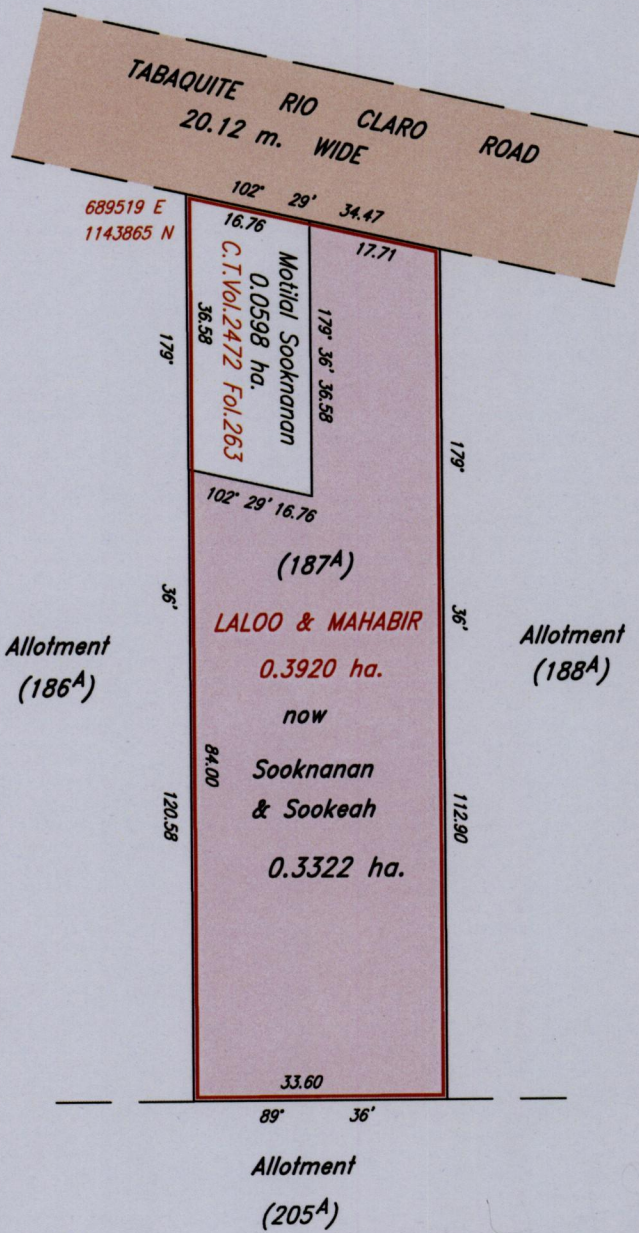 TABAQUITE RIO CLARO ROAD
20.12 m. WIDE
102° 29' 34.47
689519 E
1143865 N
16.76
17.71
Motilal Sooknanan
0.0598 ha.
C.T.Vol.2472 Fol.263
36.58
179° 36' 36.58
102° 29' 16.76
179° 36' 120.58
179° 36' 112.90
(187A)
LALOO & MAHABIR
0.3920 ha.
now
Sooknanan
& Sookeah
0.3322 ha.
84.00
Allotment
(186A)
Allotment
(188A)
33.60
89° 36'
Allotment
(205A)